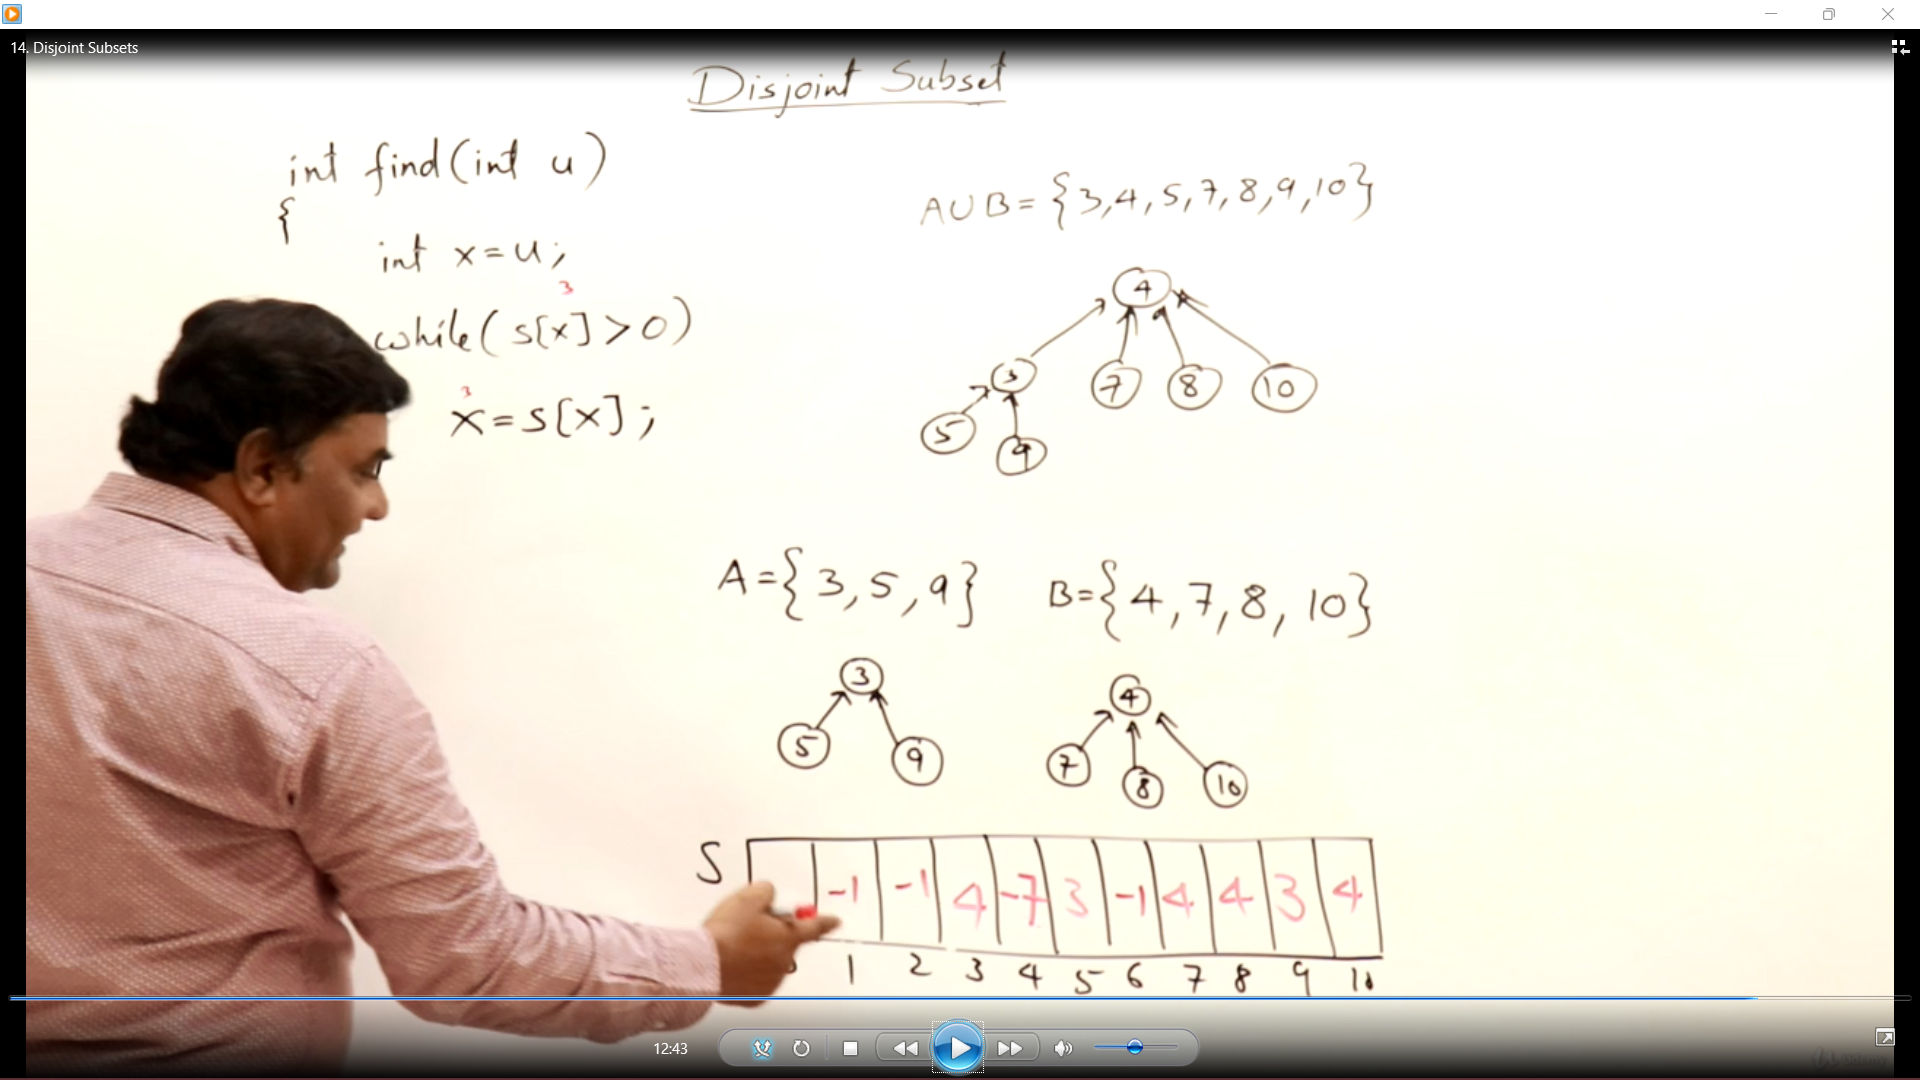 14. Disjoint Subsets
Disjoint Subset
int find(int u)
{
int x=u;
3
while(s[x]>0)
3
x=s[x];
AUB={3,4,5,7,8,9,10}
4
3 7 8 10
5 9
A={3,5,9} B={4,7,8,10}
3 4
5 9 7 8 10
S
-1 -1 4 -7 3 -1 4 4 3 4
1 2 3 4 5 6 7 8 9 10
12:43